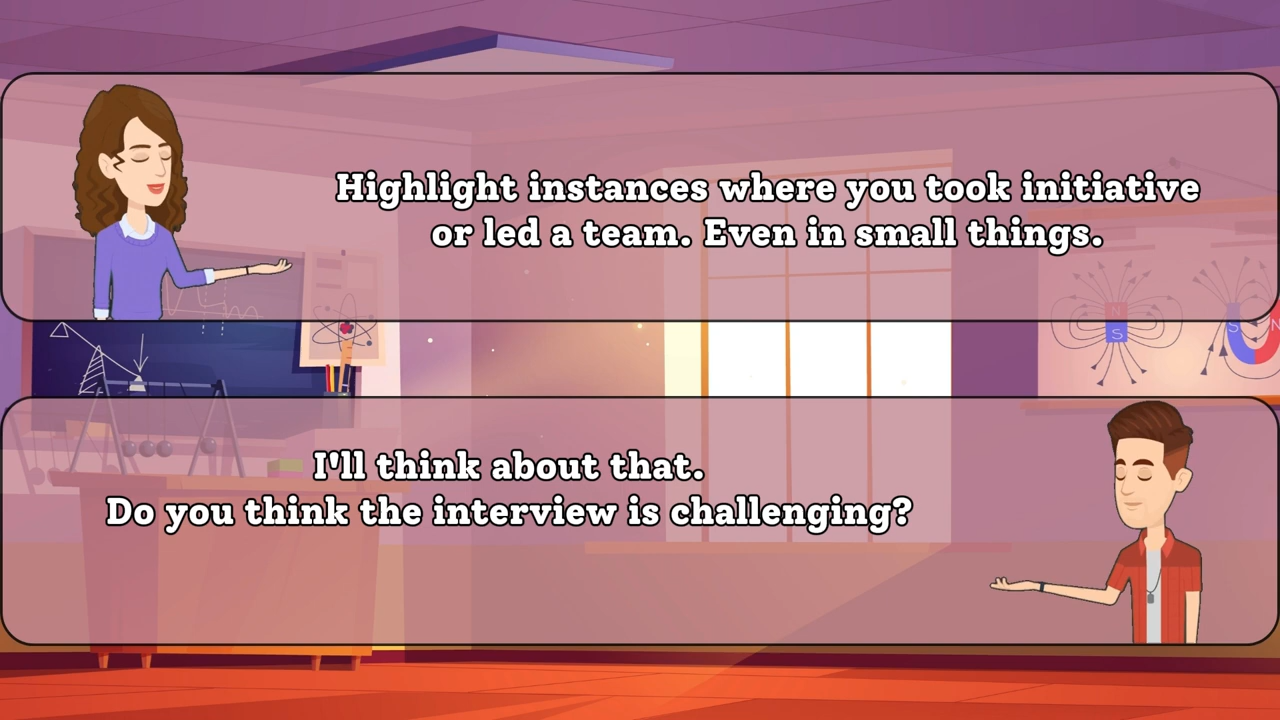 Highlight instances where you took initiative
or led a team. Even in small things.
I'll think about that.
Do you think the interview is challenging?
N
S
S
N